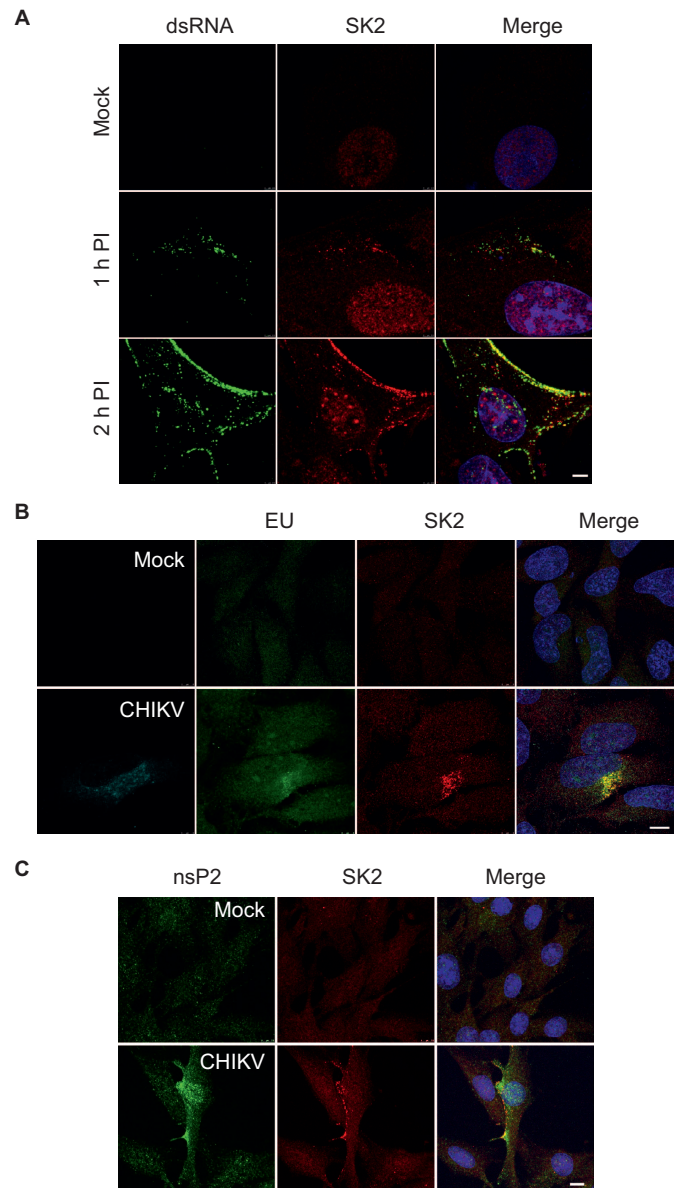 A
dsRNA SK2 Merge
Mock
1 h PI
2 h PI
B
EU SK2 Merge
Mock
CHIKV
C
nsP2 SK2 Merge
Mock
CHIKV